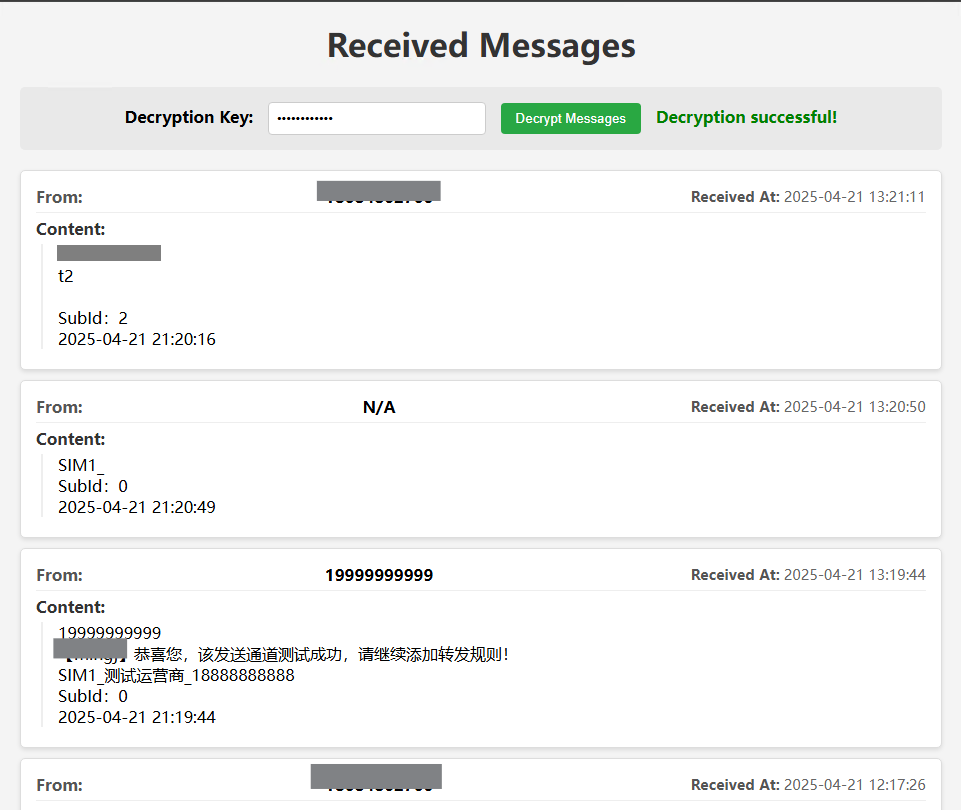 Received Messages
Decryption Key: ············ Decrypt Messages Decryption successful!
From: Received At: 2025-04-21 13:21:11
Content:
t2
SubId：2
2025-04-21 21:20:16
From: N/A Received At: 2025-04-21 13:20:50
Content:
SIM1_
SubId：0
2025-04-21 21:20:49
From: 19999999999 Received At: 2025-04-21 13:19:44
Content:
19999999999
】恭喜您，该发送通道测试成功，请继续添加转发规则！
SIM1_测试运营商_18888888888
SubId：0
2025-04-21 21:19:44
From: Received At: 2025-04-21 12:17:26